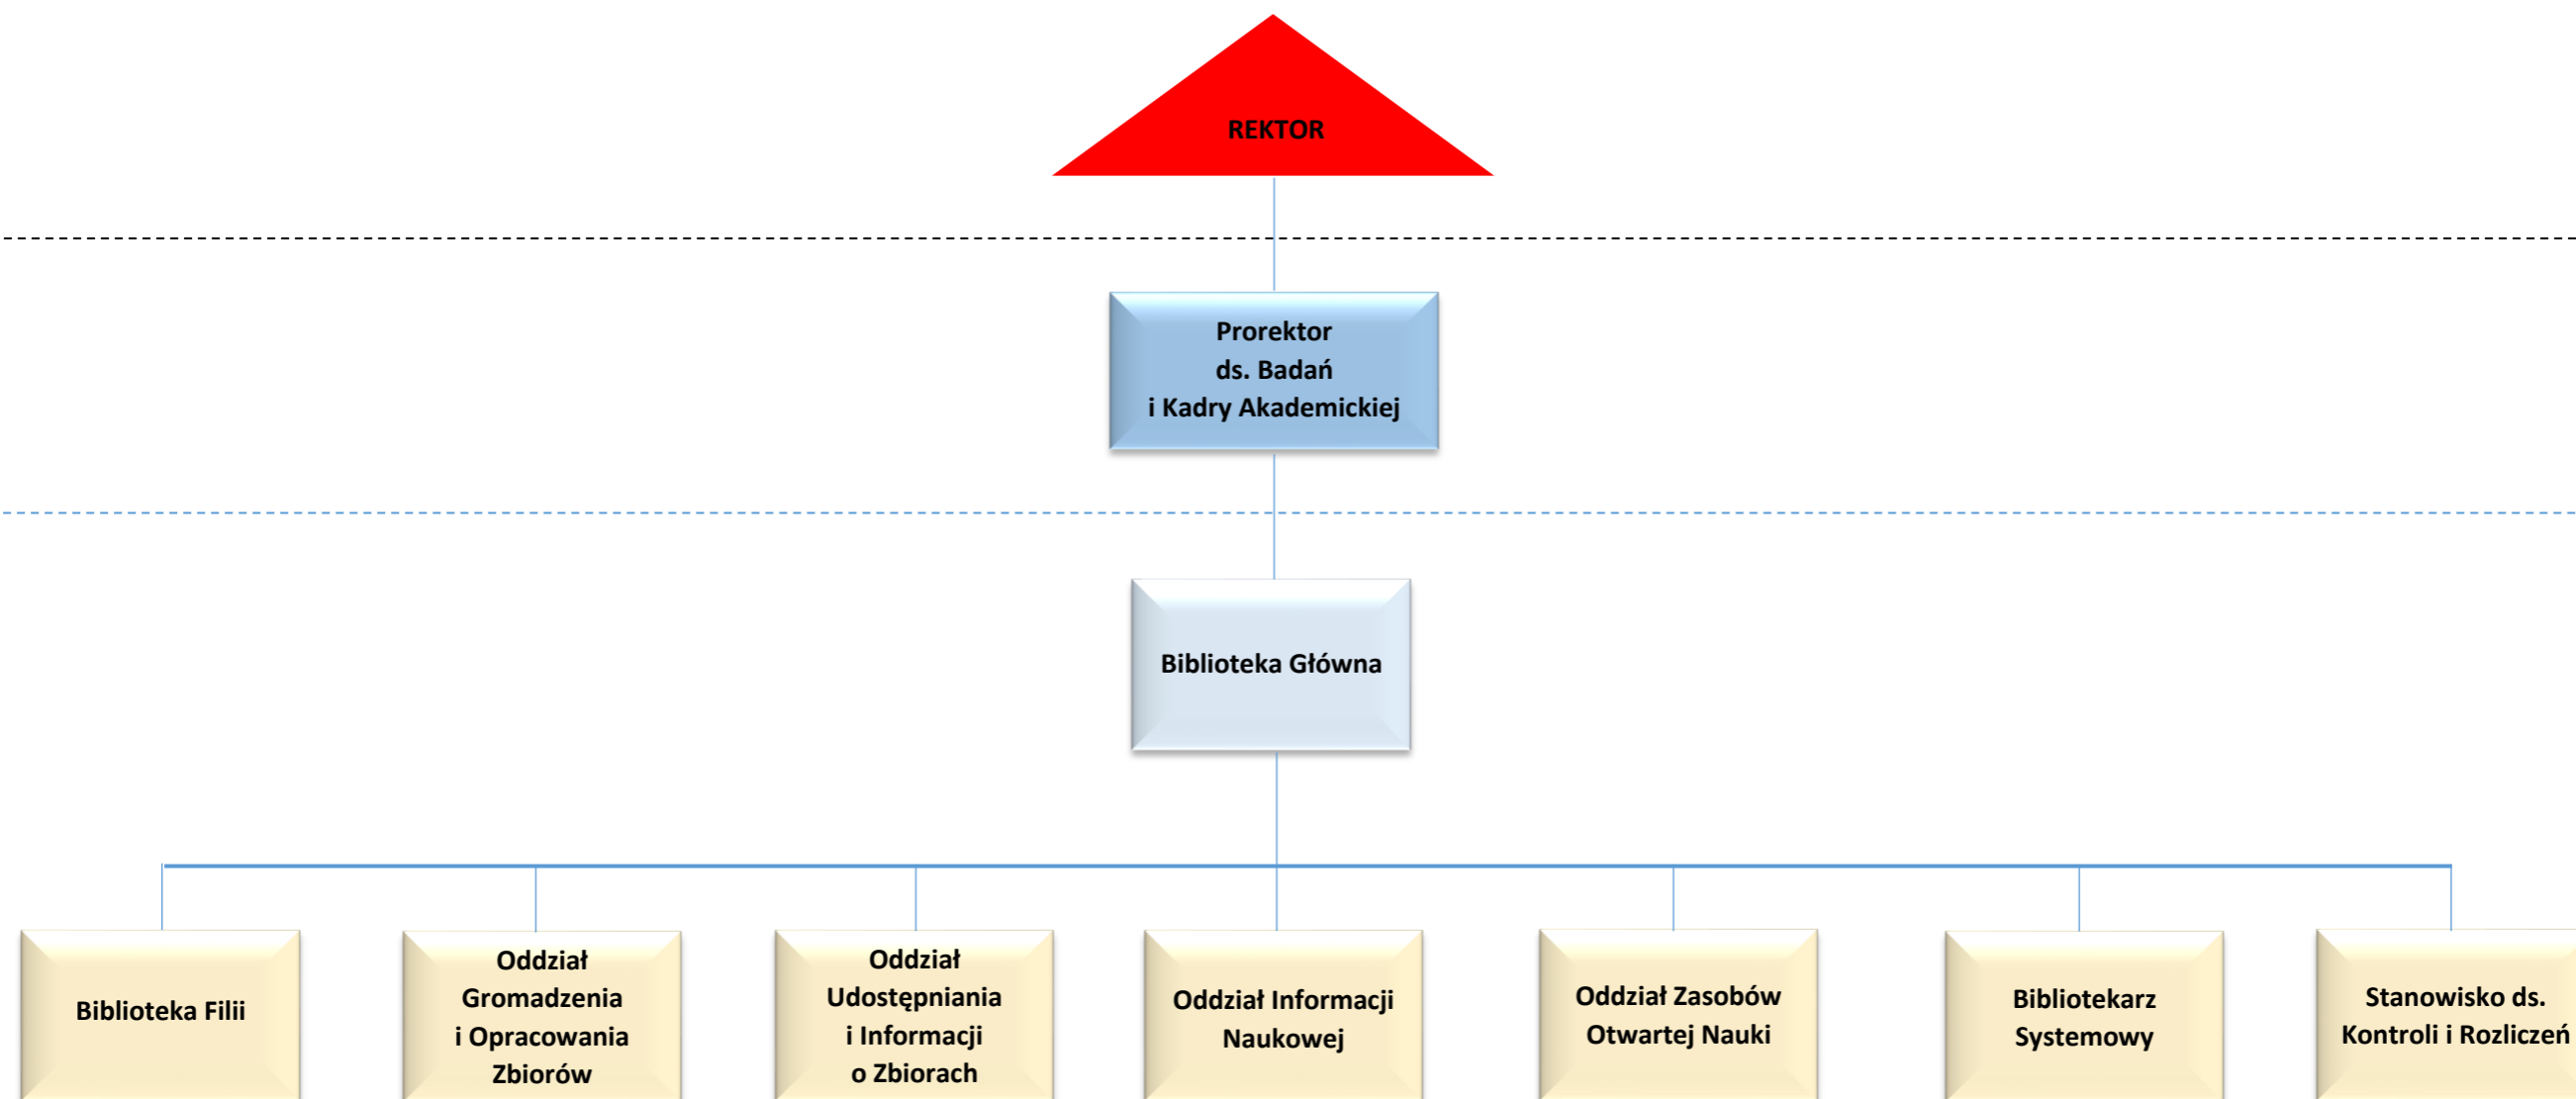 REKTOR
Prorektor
ds. Badań
i Kadry Akademickiej
Biblioteka Główna
Biblioteka Filii
Oddział
Gromadzenia
i Opracowania
Zbiorów
Oddział
Udostępniania
i Informacji
o Zbiorach
Oddział Informacji
Naukowej
Oddział Zasobów
Otwartej Nauki
Bibliotekarz
Systemowy
Stanowisko ds.
Kontroli i Rozliczeń